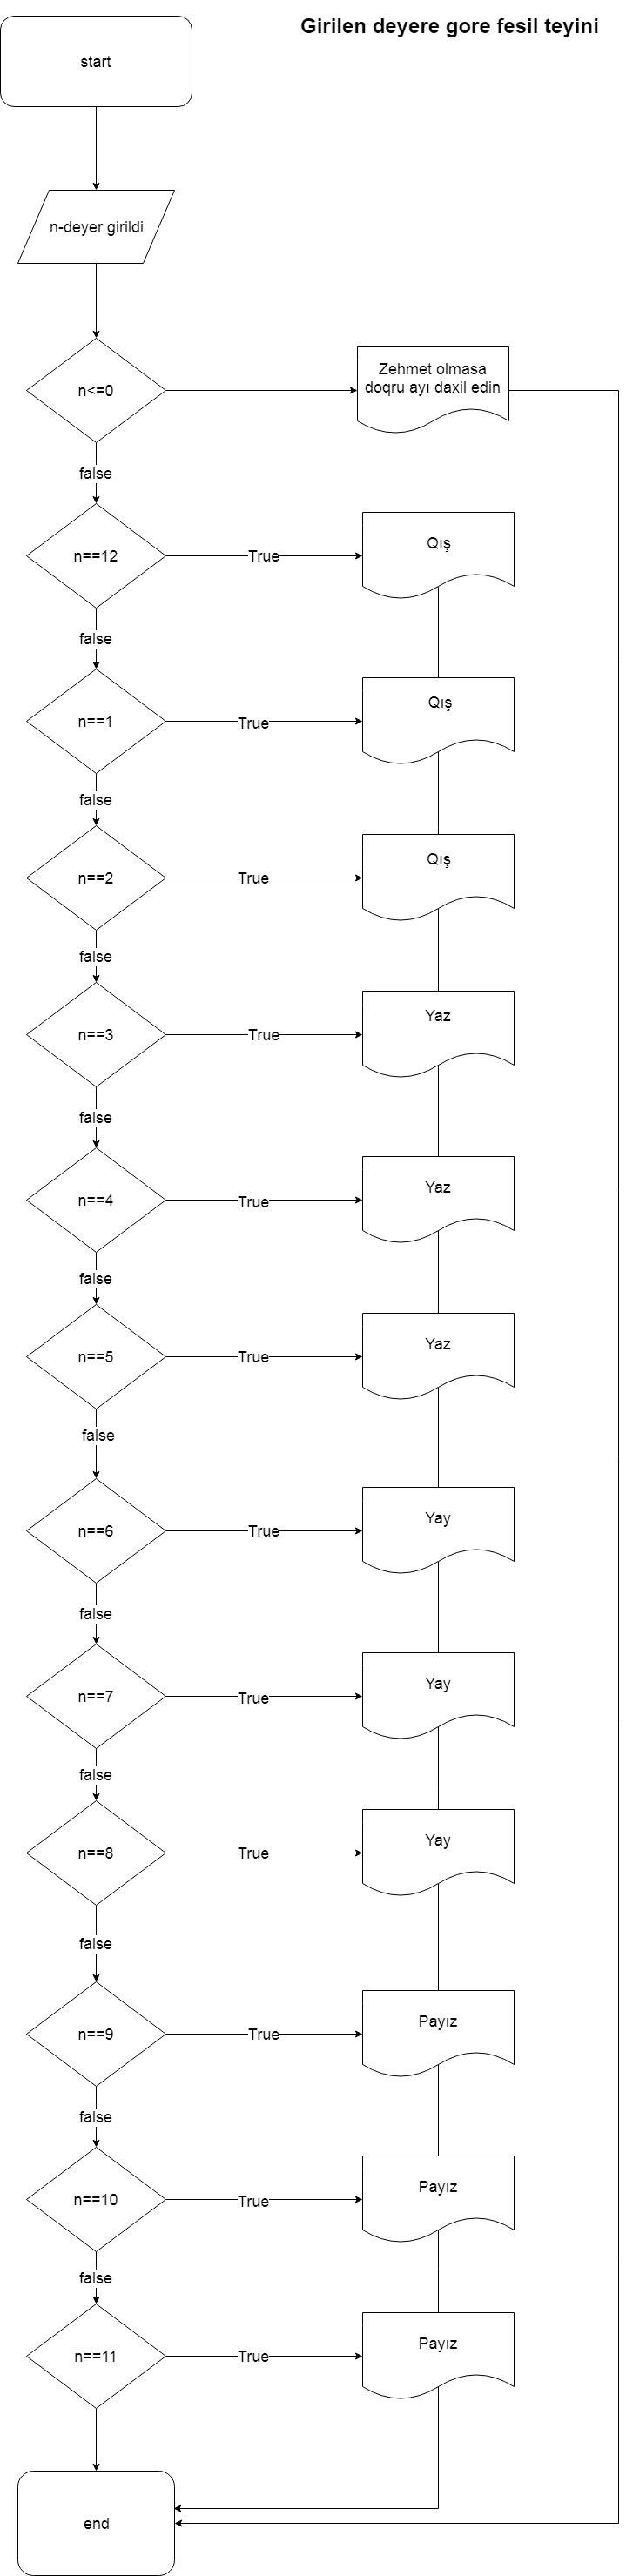 Girilen deyere gore fesil teyini
start
n-deyer girildi
n<=0
Zehmet olmasa
doqru ayı daxil edin
false
n==12
True
Qış
false
n==1
True
Qış
false
n==2
True
Qış
false
n==3
True
Yaz
false
n==4
True
Yaz
false
n==5
True
Yaz
false
n==6
True
Yay
false
n==7
True
Yay
false
n==8
True
Yay
false
n==9
True
Payız
false
n==10
True
Payız
false
n==11
True
Payız
end